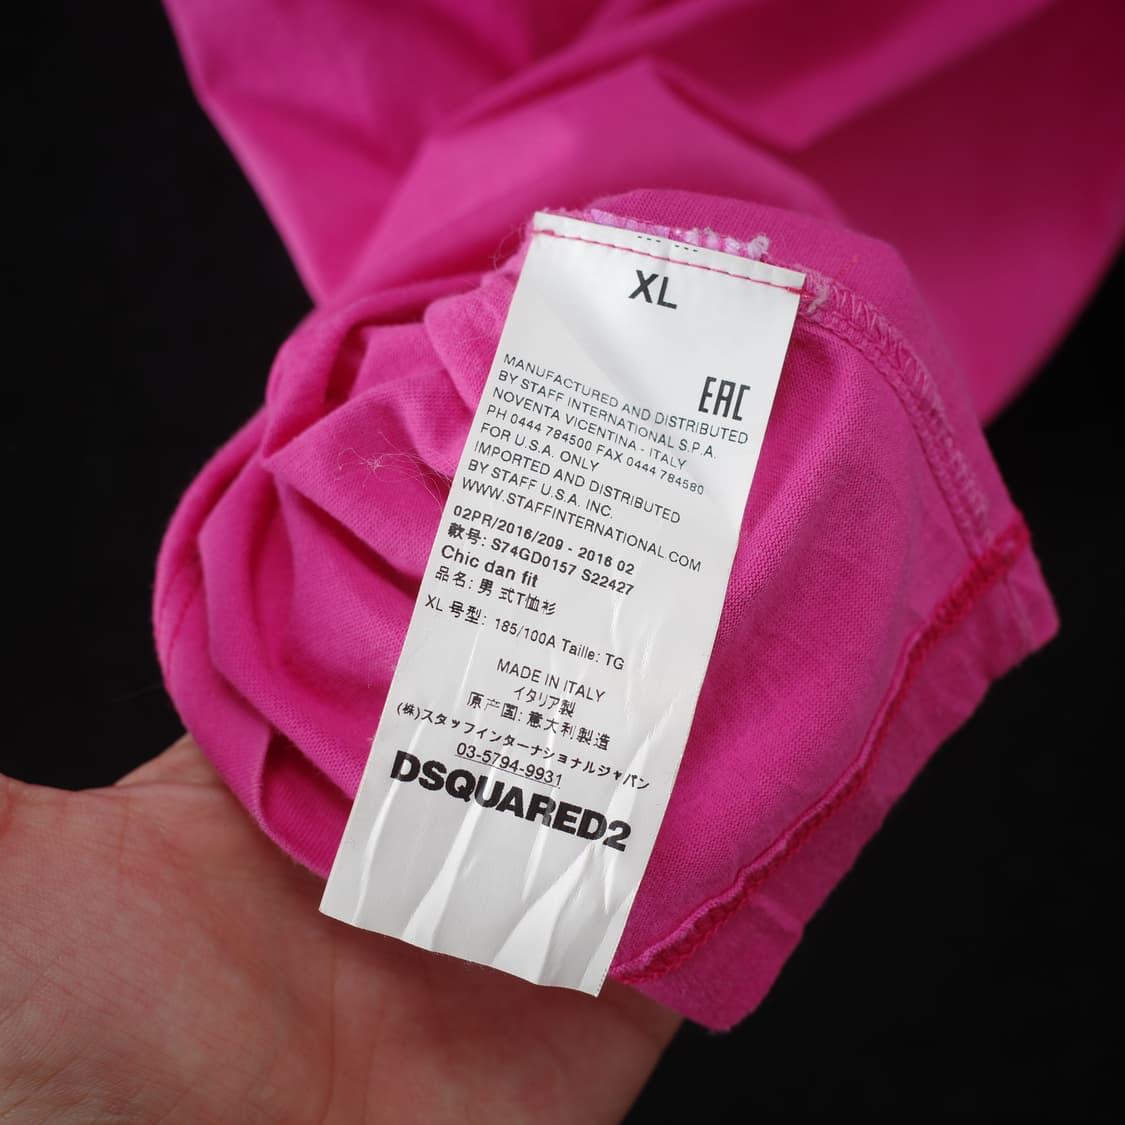 XL
EAC
MANUFACTURED AND DISTRIBUTED
BY STAFF INTERNATIONAL S.P.A.
NOVENTA VICENTINA - ITALY
PH 0444 784500 FAX 0444 784580
FOR U.S.A. ONLY
IMPORTED AND DISTRIBUTED
BY STAFF U.S.A. INC.
WWW.STAFFINTERNATIONAL.COM
02PR/2016/209 - 2016 02
款号: S74GD0157 S22427
Chic dan fit
品名: 男 式T恤衫
XL 号型: 185/100A Taille: TG
MADE IN ITALY
イタリア製
原产国: 意大利製造
(株)スタッフインターナショナルジャパン
03-5794-9931
DSQUARED2